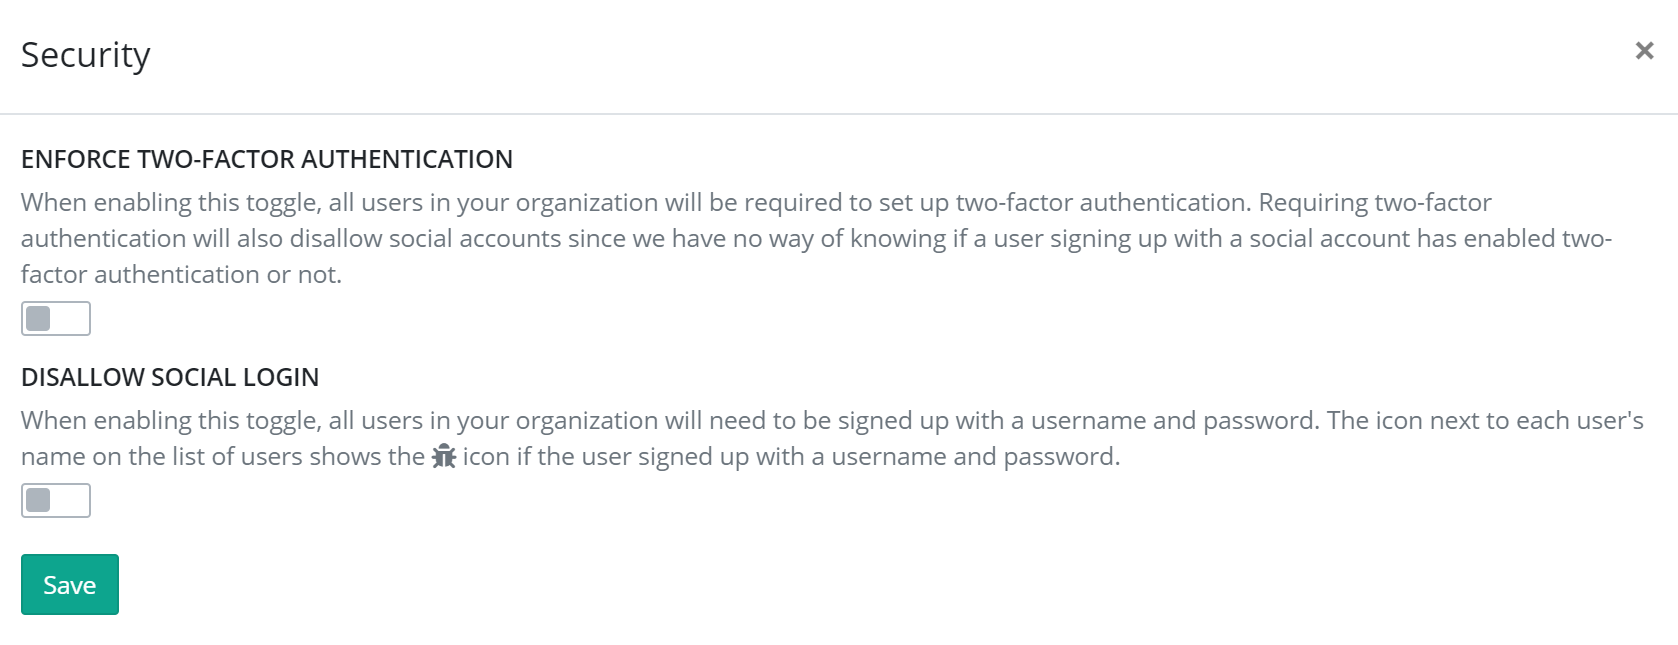 Security
ENFORCE TWO-FACTOR AUTHENTICATION
When enabling this toggle, all users in your organization will be required to set up two-factor authentication. Requiring two-factor
authentication will also disallow social accounts since we have no way of knowing if a user signing up with a social account has enabled two-
factor authentication or not.
DISALLOW SOCIAL LOGIN
When enabling this toggle, all users in your organization will need to be signed up with a username and password. The icon next to each user's
name on the list of users shows the icon if the user signed up with a username and password.
Save